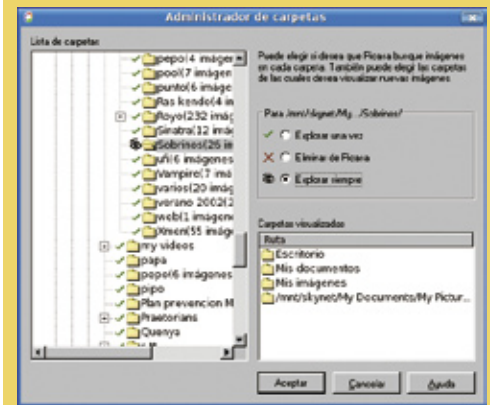 Administrador de carpetas
Lista de carpetas
pepo(4 imágen
pool(7 imágen
punto(6 image
Ras kendo(4 im
Royo(232 imág
Sinatra(12 imág
Sobrinos(26 im
uñ(6 imágenes
Vampire(7 imá
varios(20 imág
verano 2002(2
web(1 imagen
Xmen(55 imáge
my videos
papa
pepe(6 imágenes
pipo
Plan prevencion M
Praetorians
Quenya
Puede elegir si desea que Picasa busque imágenes
en cada carpeta. También puede elegir las carpetas
de las cuales desea visualizar nuevas imágenes.
Para /mnt/skynet/My.../Sobrinos/
Explorar una vez
Eliminar de Picasa
Explorar siempre
Carpetas visualizadas
Ruta
Escritorio
Mis documentos
Mis imágenes
/mnt/skynet/My Documents/My Pictur...
Aceptar
Cancelar
Ayuda